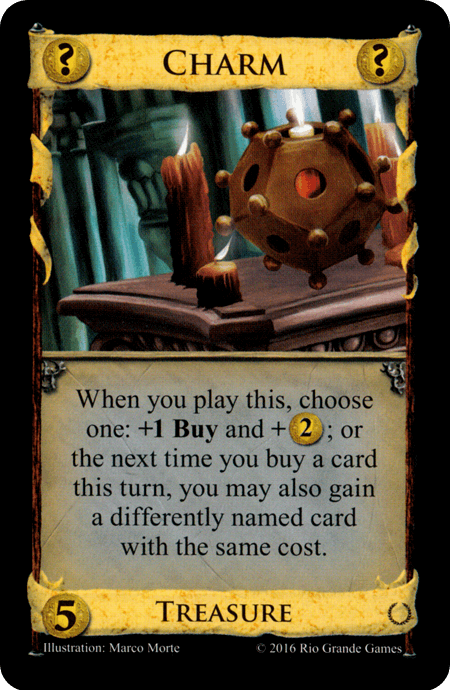 ? CHARM ?
When you play this, choose
one: +1 Buy and +2; or
the next time you buy a card
this turn, you may also gain
a differently named card
with the same cost.
5 TREASURE
Illustration: Marco Morte © 2016 Rio Grande Games